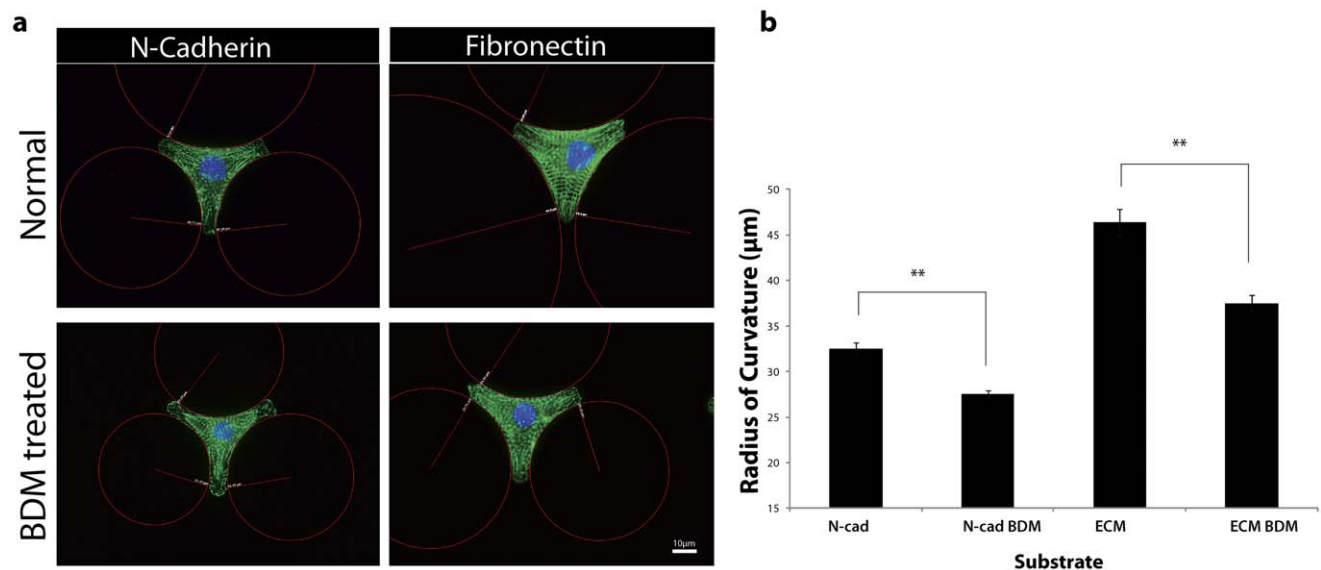 a
N-Cadherin
Fibronectin
Normal
BDM treated
10μm
b
Radius of Curvature (μm)
50
45
40
35
30
25
20
15
**
**
N-cad
N-cad BDM
ECM
ECM BDM
Substrate